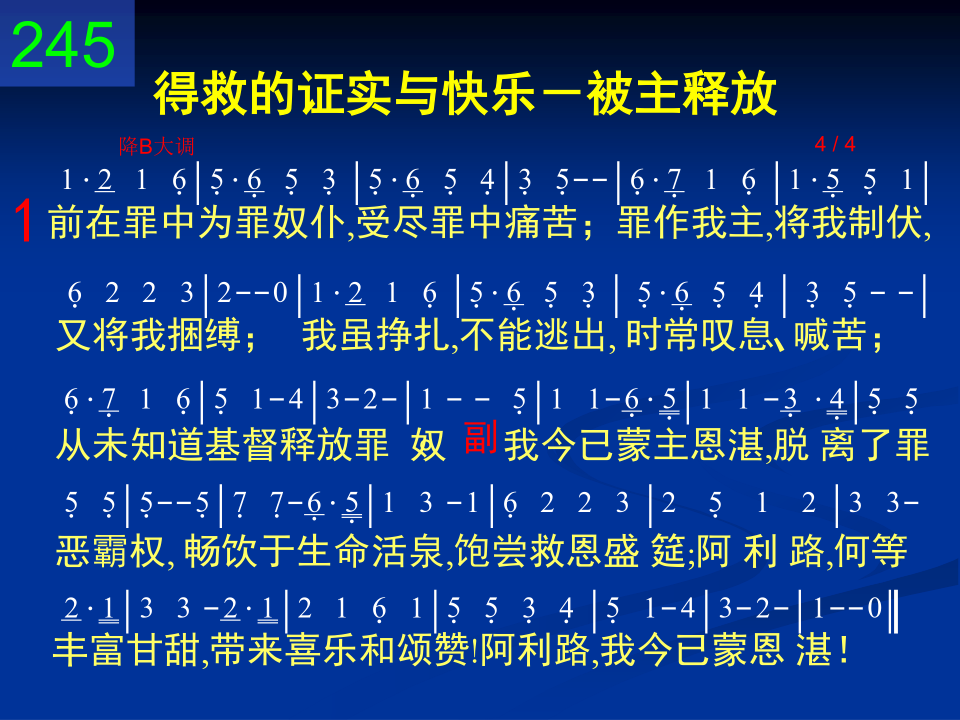 245
得救的证实与快乐－被主释放
降B大调 4 / 4
1 · 2 1 6̣ | 5̣ · 6̣ 5̣ 3̣ | 5̣ · 6̣ 5̣ 4̣ | 3̣ 5̣ - - | 6̣ · 7̣ 1 6̣ | 1 · 5̣ 5̣ 1 |
1 前在罪中为罪奴仆,受尽罪中痛苦；罪作我主,将我制伏,
6̣ 2 2 3 | 2 - - 0 | 1 · 2 1 6̣ | 5̣ · 6̣ 5̣ 3̣ | 5̣ · 6̣ 5̣ 4̣ | 3̣ 5̣ - - |
又将我捆缚； 我虽挣扎,不能逃出, 时常叹息、喊苦；
6̣ · 7̣ 1 6̣ | 5̣ 1 - 4 | 3 - 2 - | 1 - - 5̣ | 1 1 - 6̣ · 5̣ | 1 1 - 3̣ · 4̣ | 5̣ 5̣
从未知道基督释放罪 奴 副 我今已蒙主恩湛,脱 离了罪
5̣ 5̣ | 5̣ - - 5̣ | 7̣ 7̣ - 6̣ · 5̣ | 1 3 - 1 | 6̣ 2 2 3 | 2 5̣ 1 2 | 3 3 -
恶霸权, 畅饮于生命活泉,饱尝救恩盛 筵;阿 利 路,何等
2 · 1 | 3 3 - 2 · 1 | 2 1 6̣ 1 | 5̣ 5̣ 3̣ 4̣ | 5̣ 1 - 4 | 3 - 2 - | 1 - - 0 ‖
丰富甘甜,带来喜乐和颂赞!阿利路,我今已蒙恩 湛！